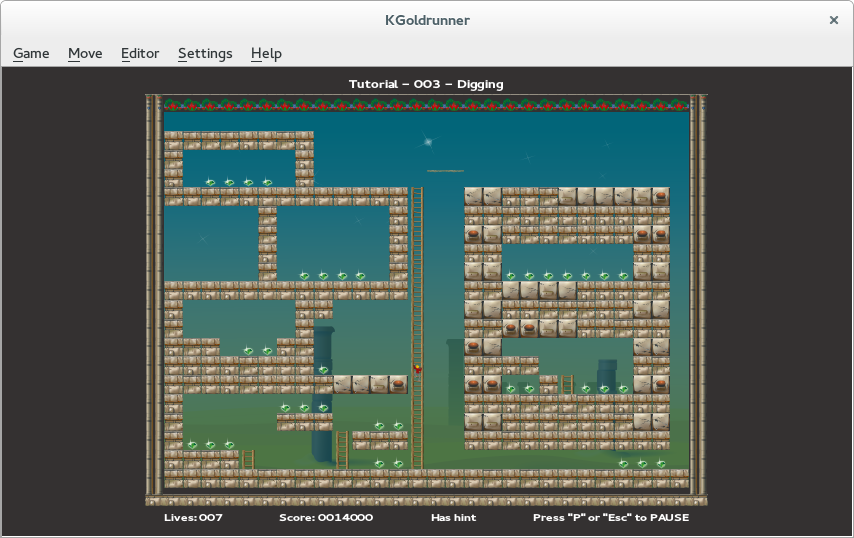 KGoldrunner
Game Move Editor Settings Help
Tutorial – 003 – Digging
Lives: 007 Score: 0014000 Has hint Press "P" or "Esc" to PAUSE